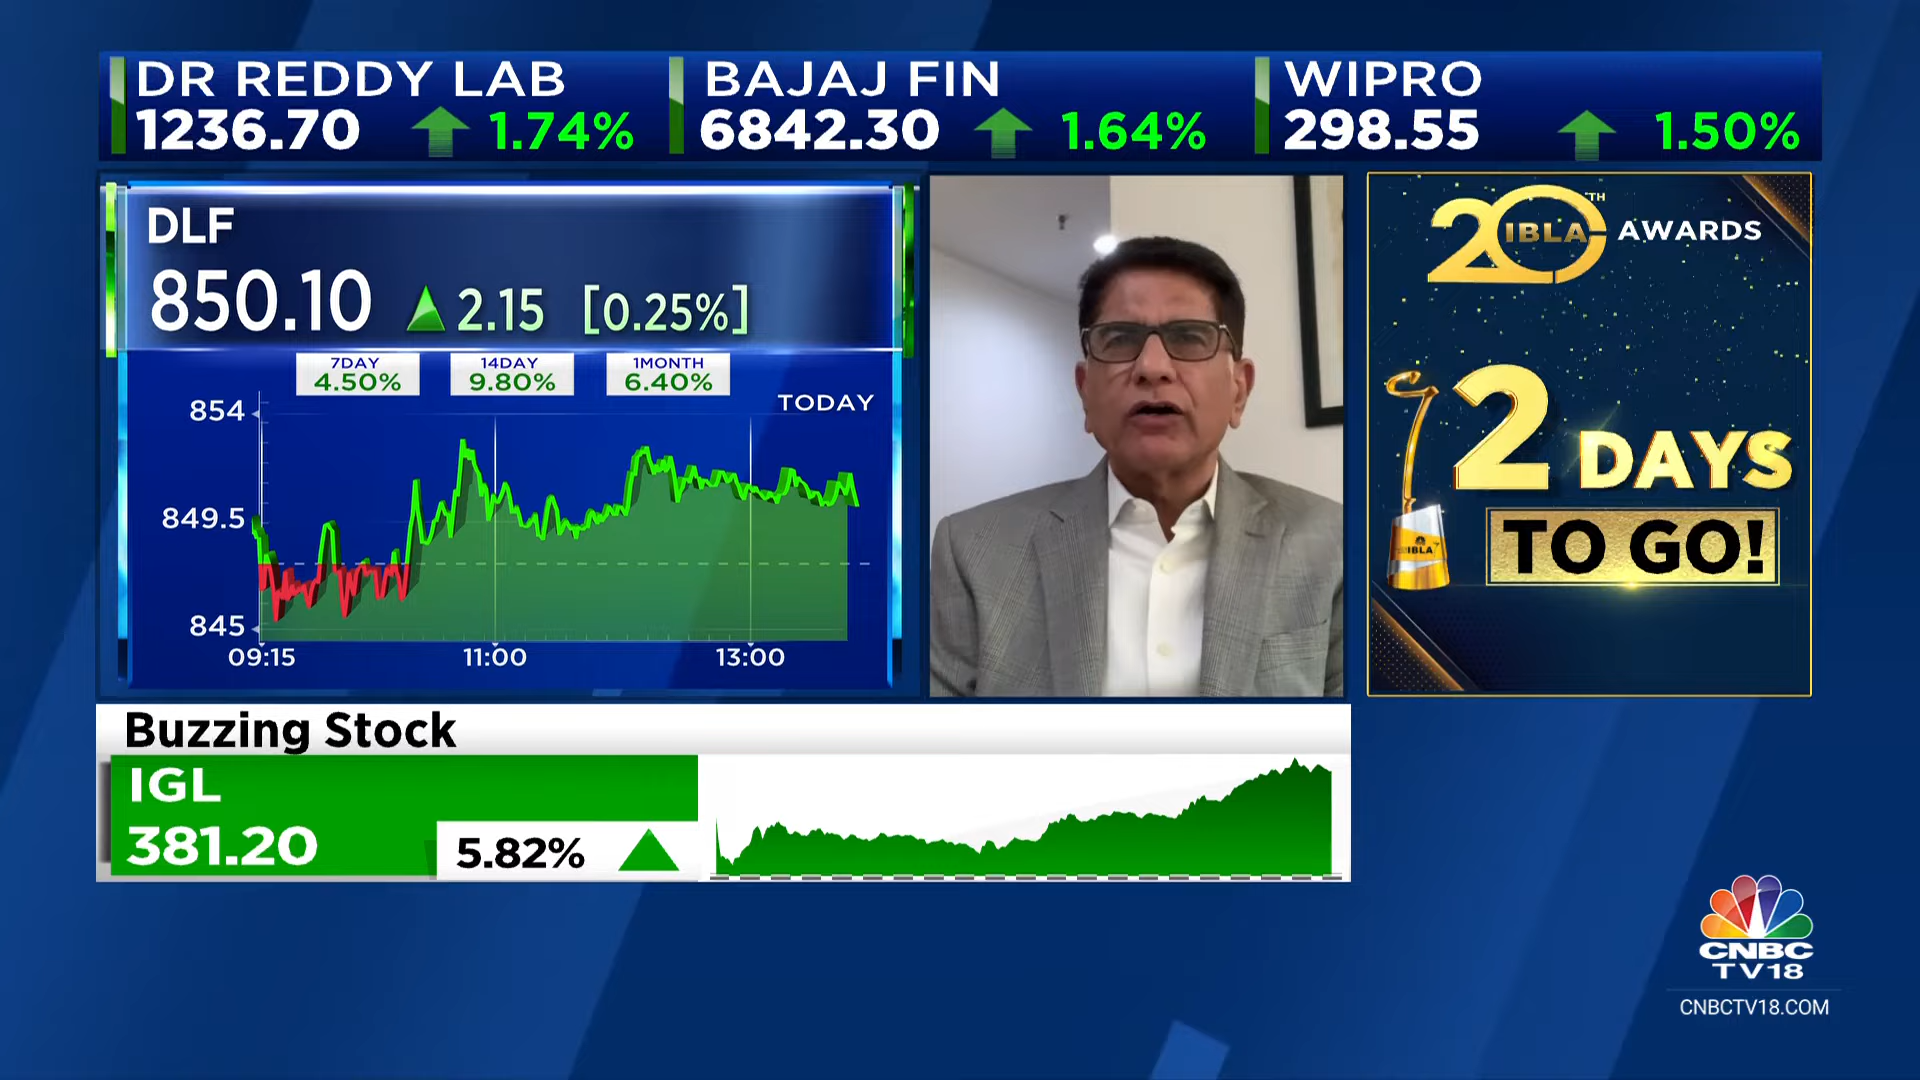 DR REDDY LAB
1236.70 1.74%
BAJAJ FIN
6842.30 1.64%
WIPRO
298.55 1.50%
DLF
850.10 2.15 [0.25%]
7DAY
4.50%
14DAY
9.80%
1MONTH
6.40%
TODAY
854
849.5
845
09:15 11:00 13:00
20TH IBLA AWARDS
2 DAYS
TO GO!
IBLA
Buzzing Stock
IGL
381.20 5.82%
CNBC
TV18
CNBCTV18.COM